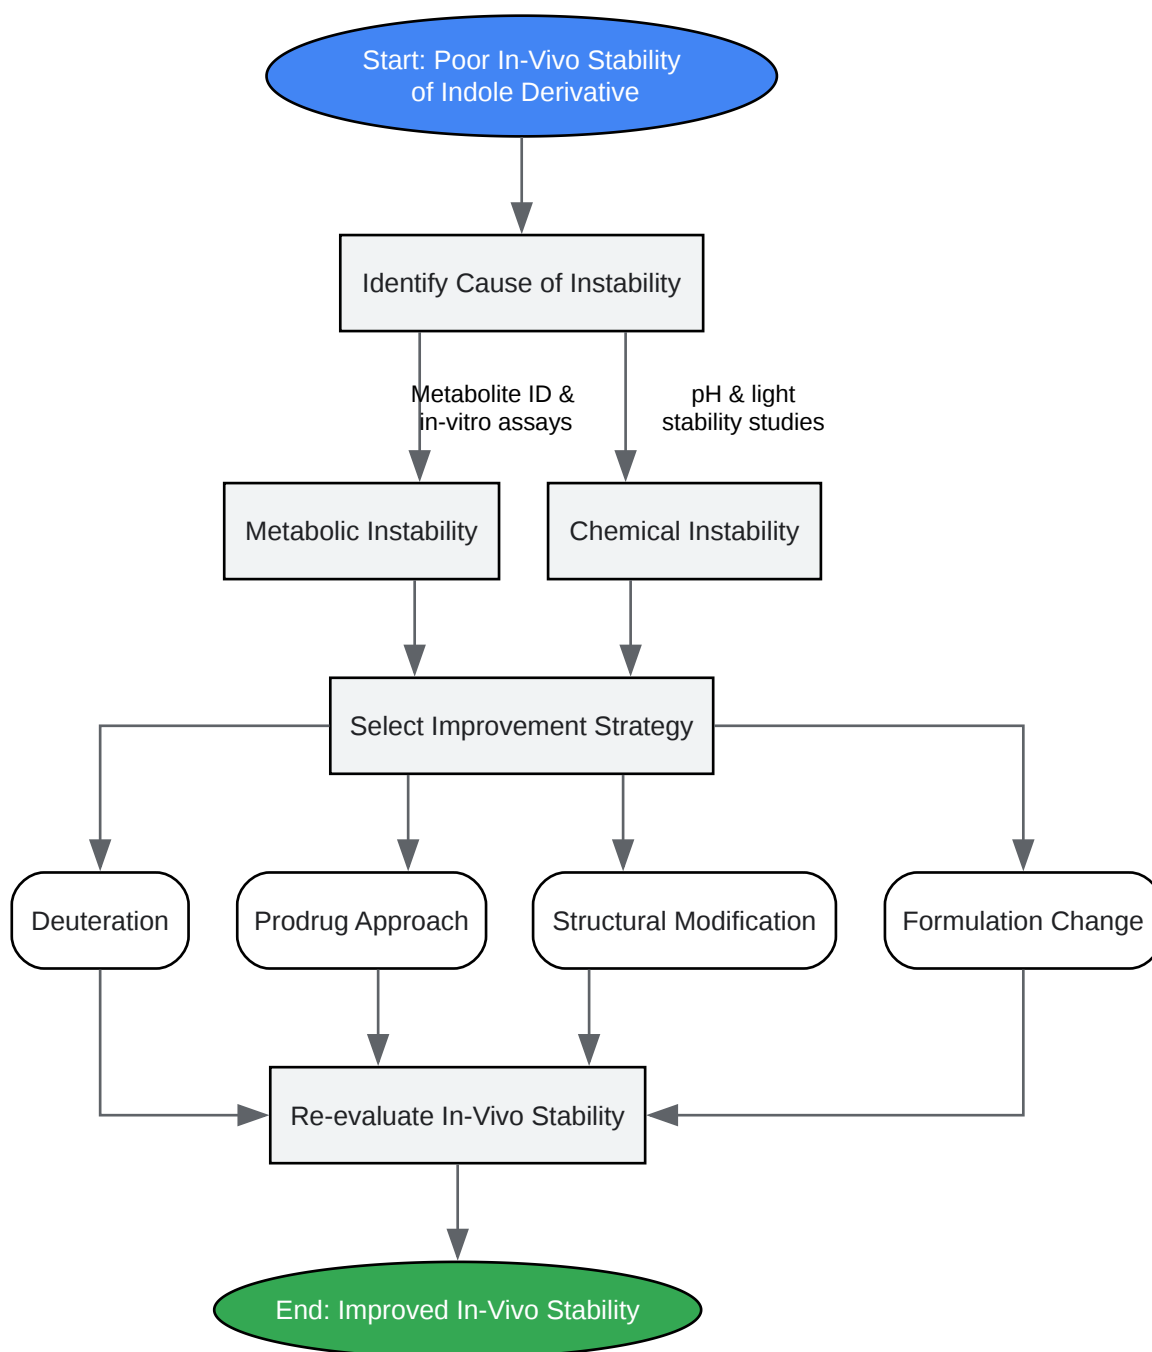 Start: Poor In-Vivo Stability
of Indole Derivative
Identify Cause of Instability
Metabolite ID &
in-vitro assays
pH & light
stability studies
Metabolic Instability
Chemical Instability
Select Improvement Strategy
Deuteration
Prodrug Approach
Structural Modification
Formulation Change
Re-evaluate In-Vivo Stability
End: Improved In-Vivo Stability